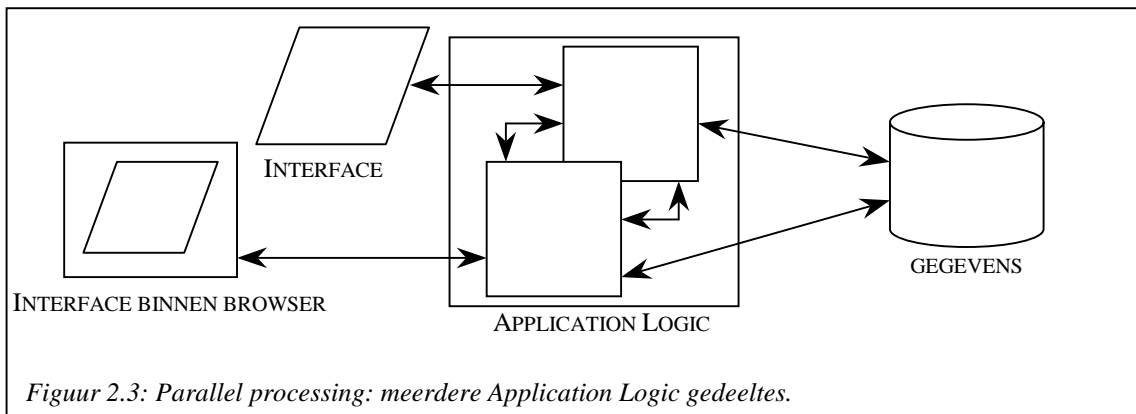 INTERFACE
INTERFACE BINNEN BROWSER
APPLICATION LOGIC
GEGEVENS
Figuur 2.3: Parallel processing: meerdere Application Logic gedeeltes.